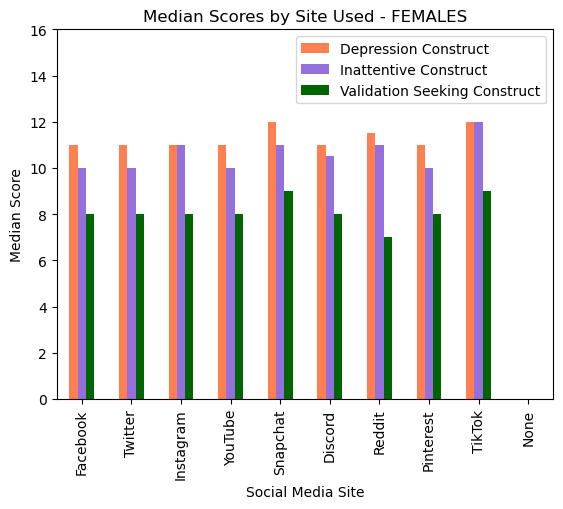 Median Scores by Site Used - FEMALES
Depression Construct
Inattentive Construct
Validation Seeking Construct
Median Score
16
14
12
10
8
6
4
2
0
Facebook
Twitter
Instagram
YouTube
Snapchat
Discord
Reddit
Pinterest
TikTok
None
Social Media Site